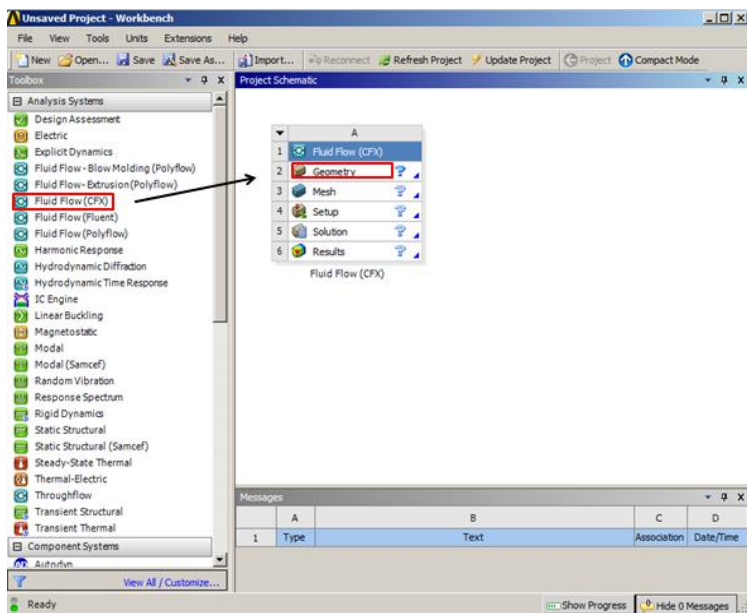 Unsaved Project - Workbench
File View Tools Units Extensions Help
New Open... Save Save As... Import... Reconnect Refresh Project Update Project Project Compact Mode
Toolbox
Analysis Systems
Design Assessment
Electric
Explicit Dynamics
Fluid Flow - Blow Molding (Polyflow)
Fluid Flow - Extrusion (Polyflow)
Fluid Flow (CFX)
Fluid Flow (Fluent)
Fluid Flow (Polyflow)
Harmonic Response
Hydrodynamic Diffraction
Hydrodynamic Time Response
IC Engine
Linear Buckling
Magnetostatic
Modal
Modal (Samcef)
Random Vibration
Response Spectrum
Rigid Dynamics
Static Structural
Static Structural (Samcef)
Steady-State Thermal
Thermal-Electric
Throughflow
Transient Structural
Transient Thermal
Component Systems
Autodyn
View All / Customize...
Project Schematic
A
1 Fluid Flow (CFX)
2 Geometry ?
3 Mesh ?
4 Setup ?
5 Solution ?
6 Results ?
Fluid Flow (CFX)
Messages
A B C D
1 Type Text Association Date/Time
Ready Show Progress Hide 0 Messages